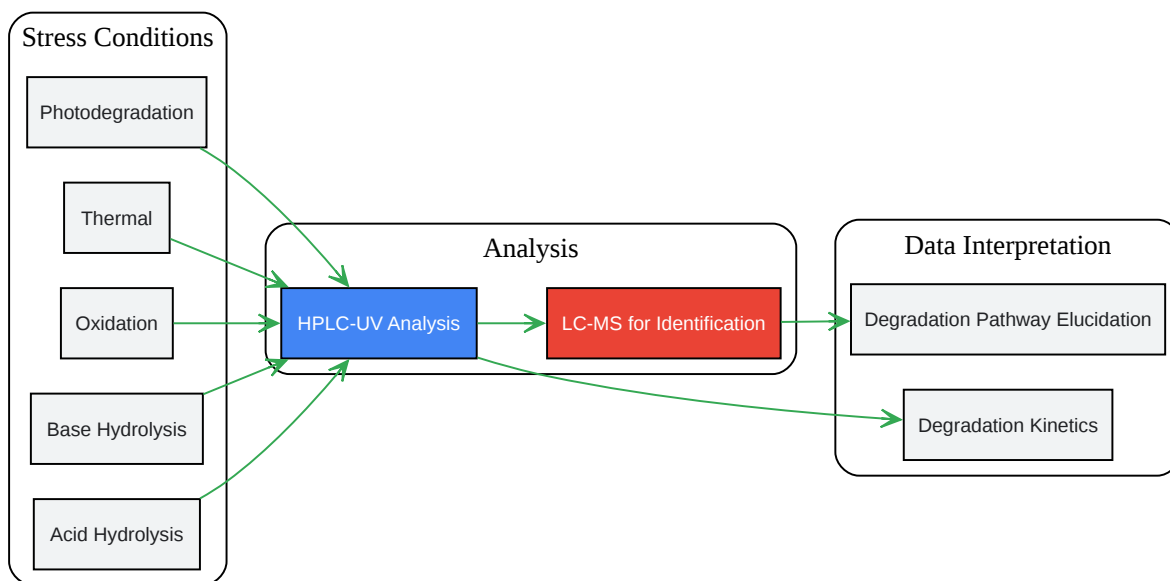 Stress Conditions
Photodegradation
Thermal
Oxidation
Base Hydrolysis
Acid Hydrolysis
Analysis
HPLC-UV Analysis
LC-MS for Identification
Data Interpretation
Degradation Pathway Elucidation
Degradation Kinetics